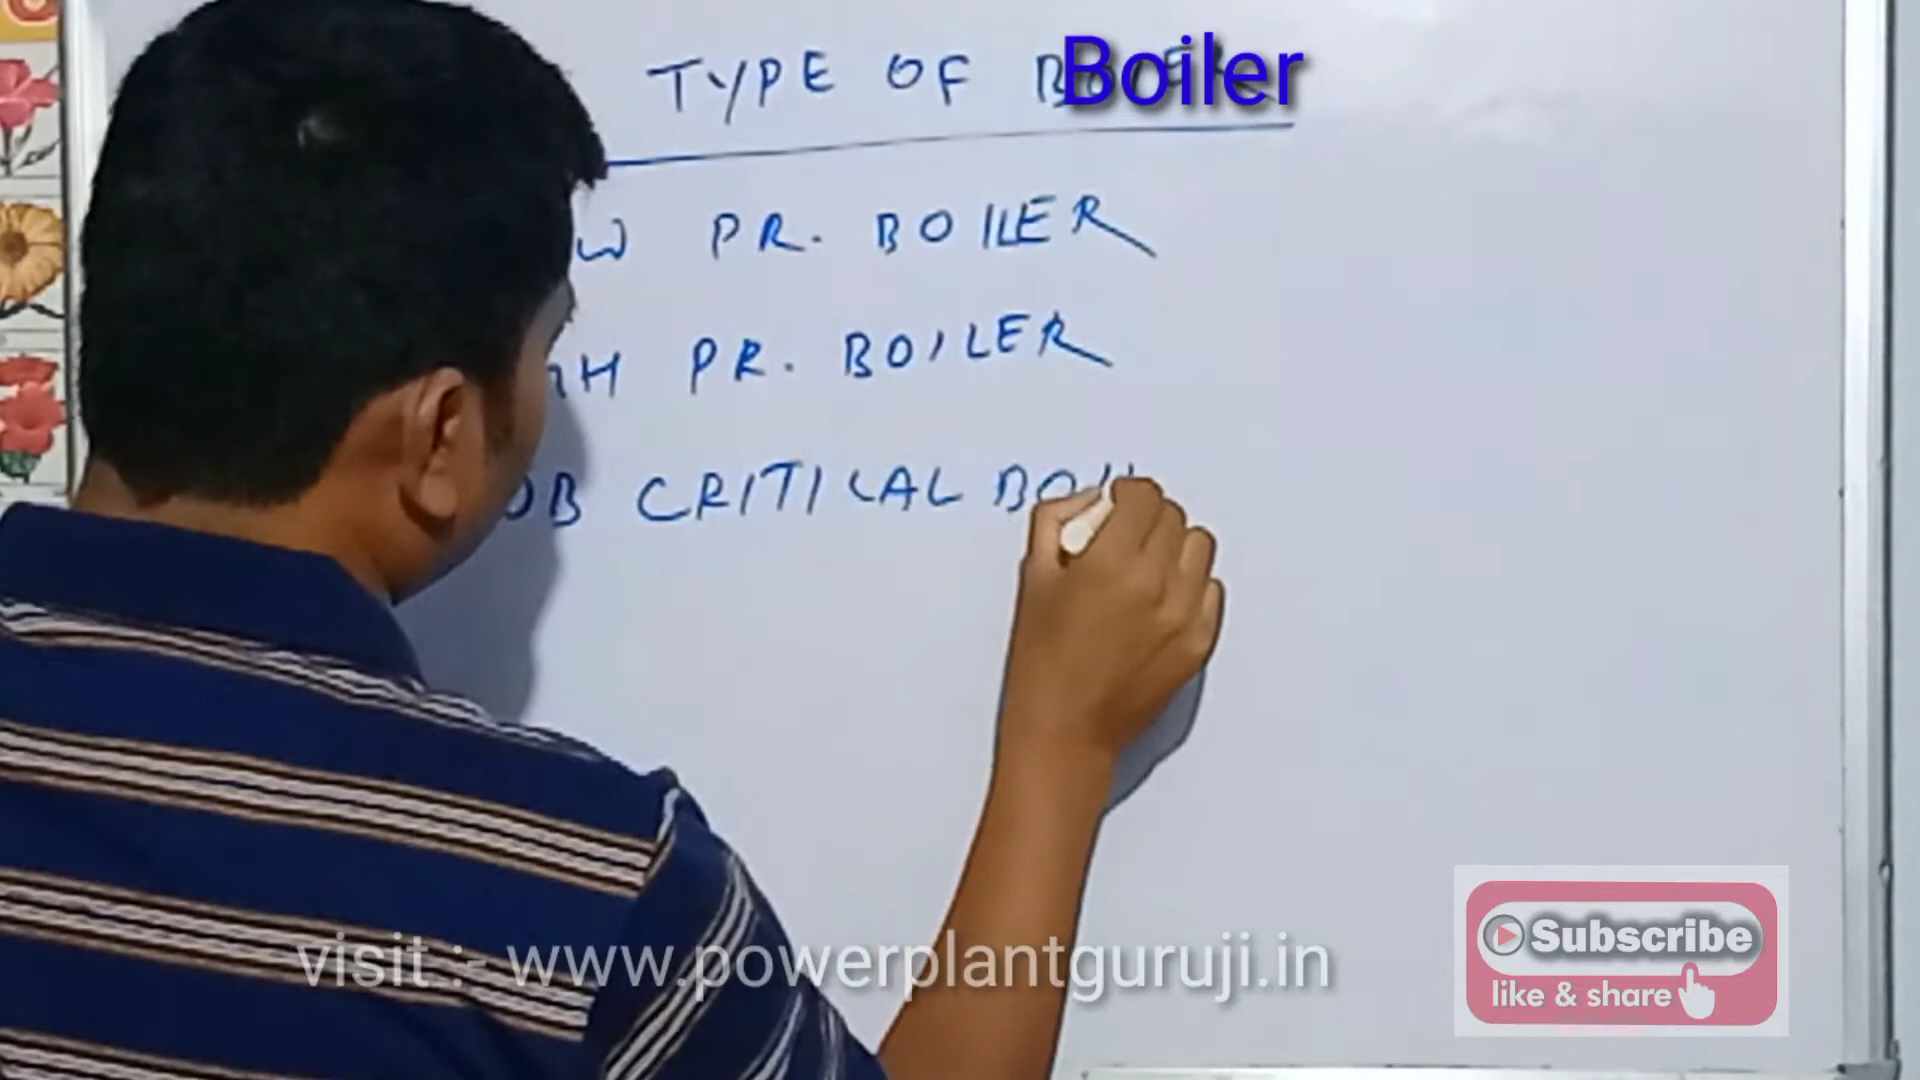 TYPE OF
Boiler
PR. BOILER
PR. BOILER
CRITICAL
visit :- www.powerplantguruji.in
Subscribe
like & share